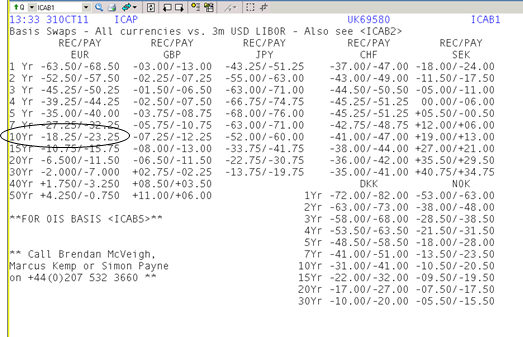 Q ICAB1
13:33 31OCT11 ICAP UK69580 ICAB1
Basis Swaps - All currencies vs. 3m USD LIBOR - Also see <ICAB2>
REC/PAY REC/PAY REC/PAY REC/PAY REC/PAY
EUR GBP JPY CHF SEK
1 Yr -63.50/-68.50 -03.00/-13.00 -43.25/-51.25 -37.00/-47.00 -18.00/-24.00
2 Yr -52.50/-57.50 -02.25/-07.25 -55.00/-63.00 -43.00/-49.00 -11.50/-17.50
3 Yr -45.25/-50.25 -01.50/-06.50 -63.00/-71.00 -44.50/-50.50 -05.00/-11.00
4 Yr -39.25/-44.25 -02.50/-07.50 -66.75/-74.75 -45.25/-51.25 00.00/-06.00
5 Yr -35.00/-40.00 -03.75/-08.75 -68.00/-76.00 -45.25/-51.25 +05.50/-00.50
7 Yr -27.25/-32.25 -05.75/-10.75 -63.00/-71.00 -42.75/-48.75 +12.00/+06.00
10Yr -18.25/-23.25 -07.25/-12.25 -52.00/-60.00 -41.00/-47.00 +19.00/+13.00
15Yr -10.75/-15.75 -08.00/-13.00 -33.75/-41.75 -38.00/-44.00 +27.00/+21.00
20Yr -6.500/-11.50 -06.50/-11.50 -22.75/-30.75 -36.00/-42.00 +35.50/+29.50
30Yr -2.000/-7.000 +02.75/-02.25 -13.75/-19.75 -35.00/-41.00 +40.75/+34.75
40Yr +1.750/-3.250 +08.50/+03.50 DKK NOK
50Yr +4.250/-0.750 +11.00/+06.00 1Yr -72.00/-82.00 -53.00/-63.00
2Yr -63.00/-73.00 -38.00/-48.00
**FOR OIS BASIS <ICAB5>** 3Yr -58.00/-68.00 -28.50/-38.50
4Yr -53.50/-63.50 -21.50/-31.50
5Yr -48.50/-58.50 -18.00/-28.00
** Call Brendan McVeigh, 7Yr -41.00/-51.00 -13.50/-23.50
Marcus Kemp or Simon Payne 10Yr -31.00/-41.00 -10.50/-20.50
on +44(0)207 532 3660 ** 15Yr -22.00/-32.00 -09.50/-19.50
20Yr -17.00/-27.00 -07.50/-17.50
30Yr -10.00/-20.00 -05.50/-15.50